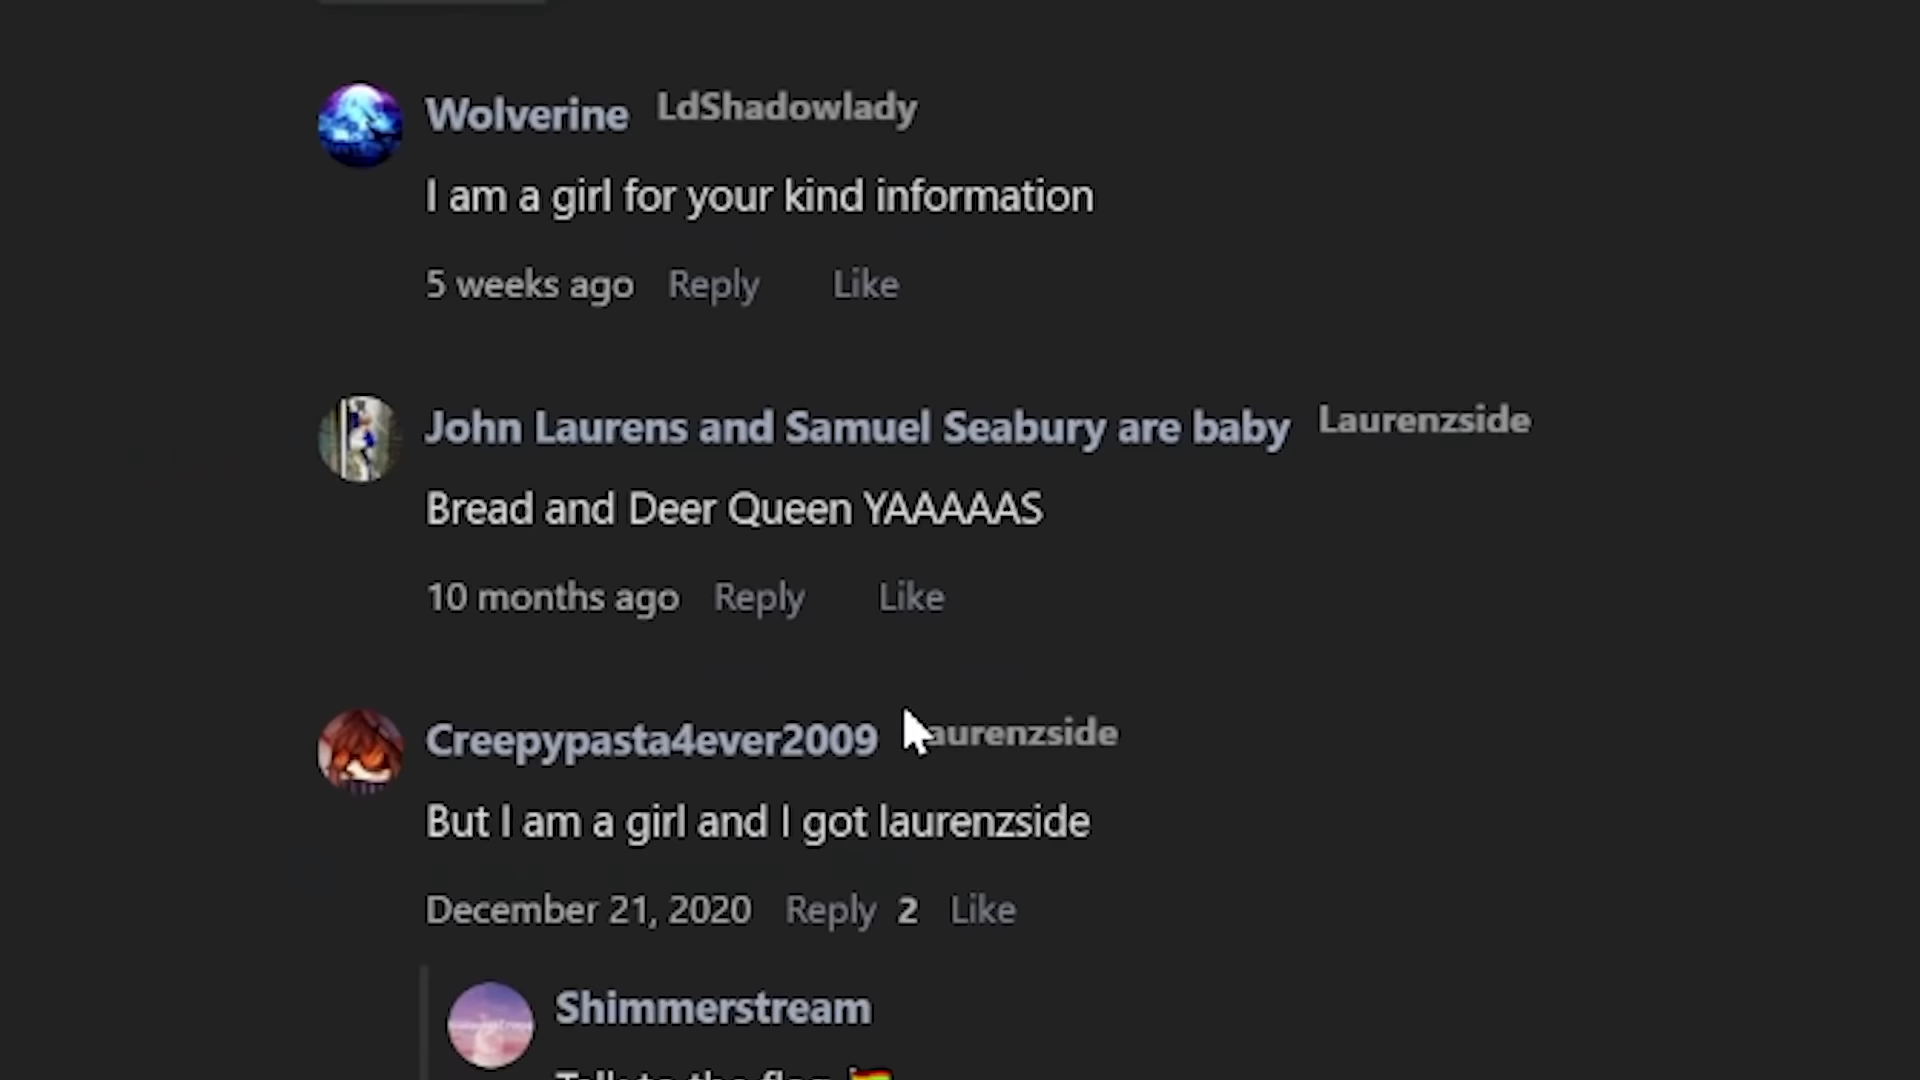 Wolverine LdShadowlady
I am a girl for your kind information
5 weeks ago Reply Like
John Laurens and Samuel Seabury are baby Laurenzside
Bread and Deer Queen YAAAAAS
10 months ago Reply Like
Creepypasta4ever2009 aurenzside
But I am a girl and I got laurenzside
December 21, 2020 Reply 2 Like
Shimmerstream